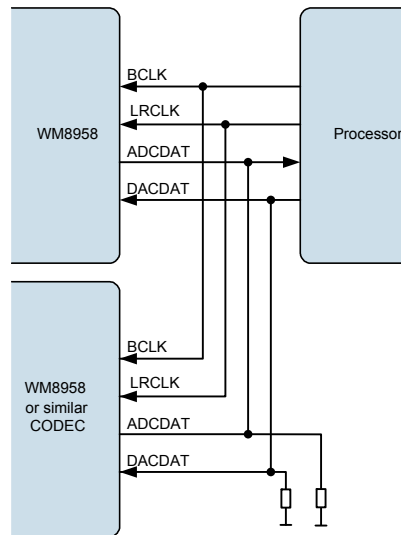 BCLK
LRCLK
WM8958
Processor
ADCDAT
DACDAT
BCLK
LRCLK
WM8958
or similar
CODEC
ADCDAT
DACDAT